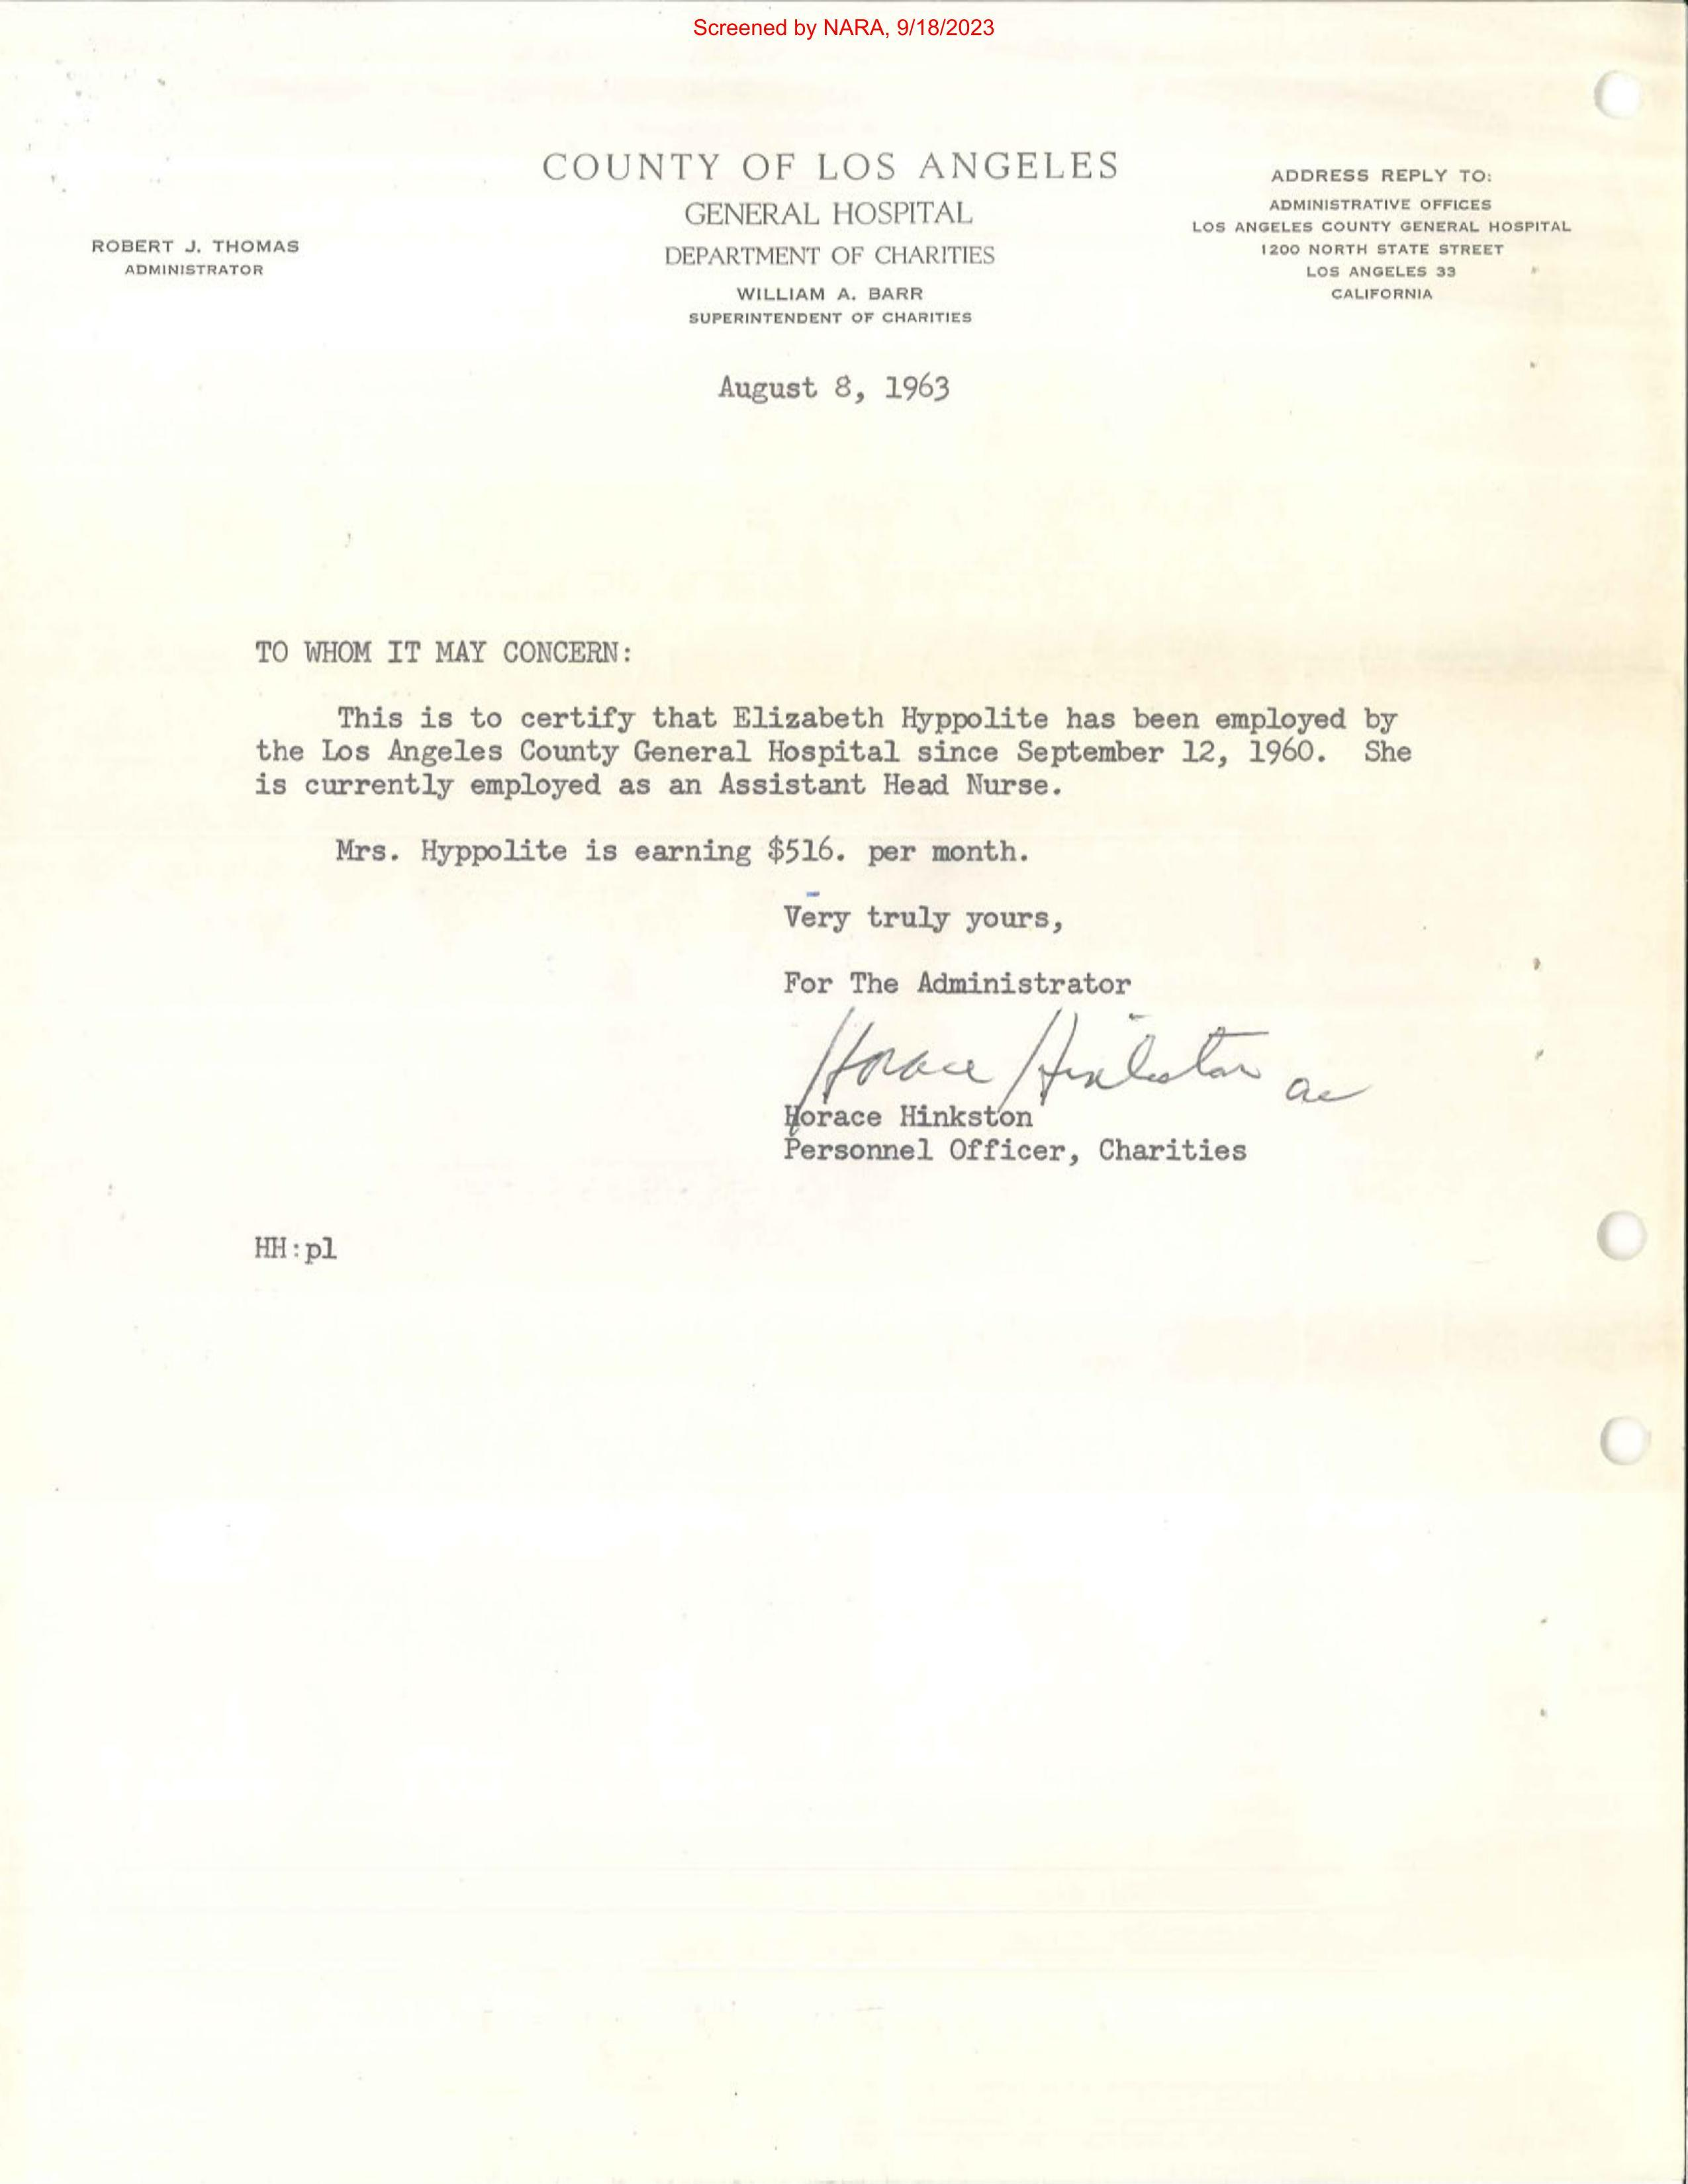 Screened by NARA, 9/18/2023
COUNTY OF LOS ANGELES
GENERAL HOSPITAL
DEPARTMENT OF CHARITIES
WILLIAM A. BARR
SUPERINTENDENT OF CHARITIES
ROBERT J. THOMAS
ADMINISTRATOR
ADDRESS REPLY TO:
ADMINISTRATIVE OFFICES
LOS ANGELES COUNTY GENERAL HOSPITAL
1200 NORTH STATE STREET
LOS ANGELES 33
CALIFORNIA
August 8, 1963
TO WHOM IT MAY CONCERN:
This is to certify that Elizabeth Hyppolite has been employed by
the Los Angeles County General Hospital since September 12, 1960. She
is currently employed as an Assistant Head Nurse.
Mrs. Hyppolite is earning $516. per month.
Very truly yours,
For The Administrator
Horace Hinkston
Horace Hinkston
Personnel Officer, Charities
HH:pl